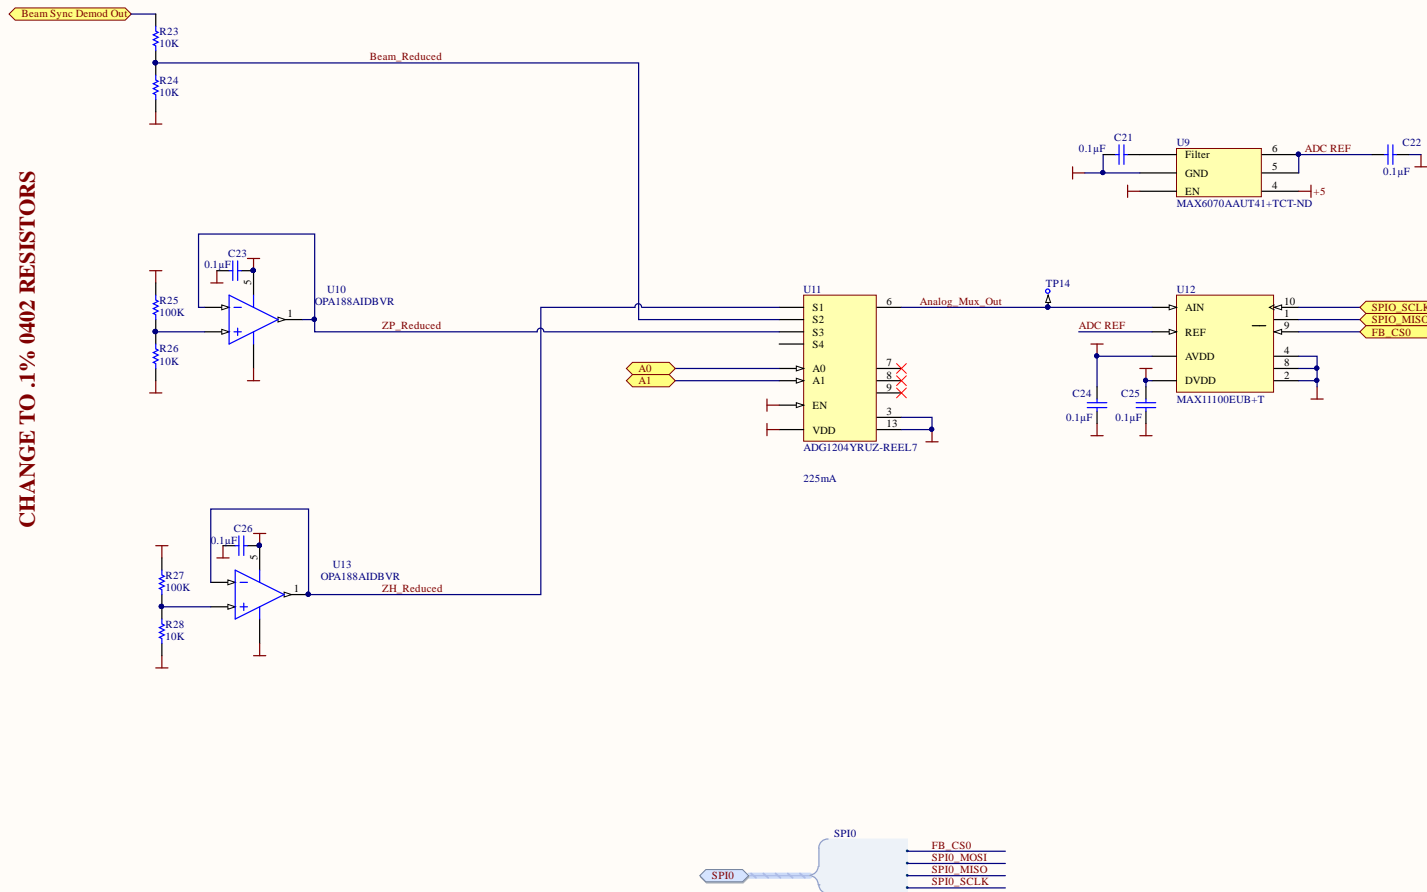 Beam Sync Demod Out
R23
10K
Beam_Reduced
R24
10K
CHANGE TO .1% 0402 RESISTORS
C21
0.1µF
U9
Filter
GND
EN
6
5
4
ADC REF
+5
C22
0.1µF
MAX6070AAUT41+TCT-ND
C23
0.1µF
5
U10
OPA188AIDBVR
R25
100K
1
ZP_Reduced
R26
10K
U11
S1
S2
S3
S4
A0
A1
A0
A1
EN
VDD
6
7
8
9
3
13
ADG1204YRUZ-REEL7
225mA
Analog_Mux_Out
TP14
ADC REF
U12
AIN
REF
AVDD
DVDD
10
1
9
4
8
2
MAX11100EUB+T
SPIO_SCLK
SPIO_MISO
FB_CS0
C24
0.1µF
C25
0.1µF
C26
0.1µF
5
U13
OPA188AIDBVR
R27
100K
1
ZH_Reduced
R28
10K
SPI0
SPI0
FB_CS0
SPI0_MOSI
SPI0_MISO
SPI0_SCLK